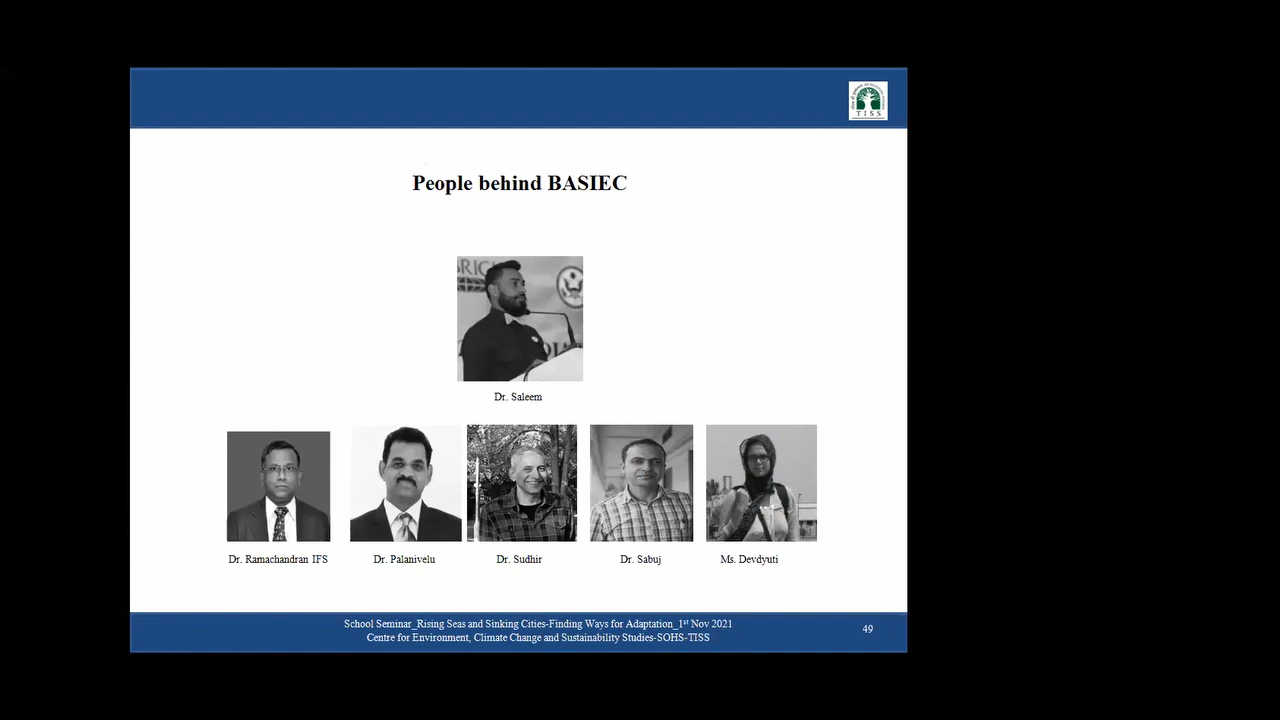 TISS
People behind BASIEC
BRIG
Dr. Saleem
Dr. Ramachandran IFS
Dr. Palanivelu
Dr. Sudhir
Dr. Sabuj
Ms. Devdyuti
School Seminar_Rising Seas and Sinking Cities-Finding Ways for Adaptation_1st Nov 2021
Centre for Environment, Climate Change and Sustainability Studies-SOHS-TISS
49